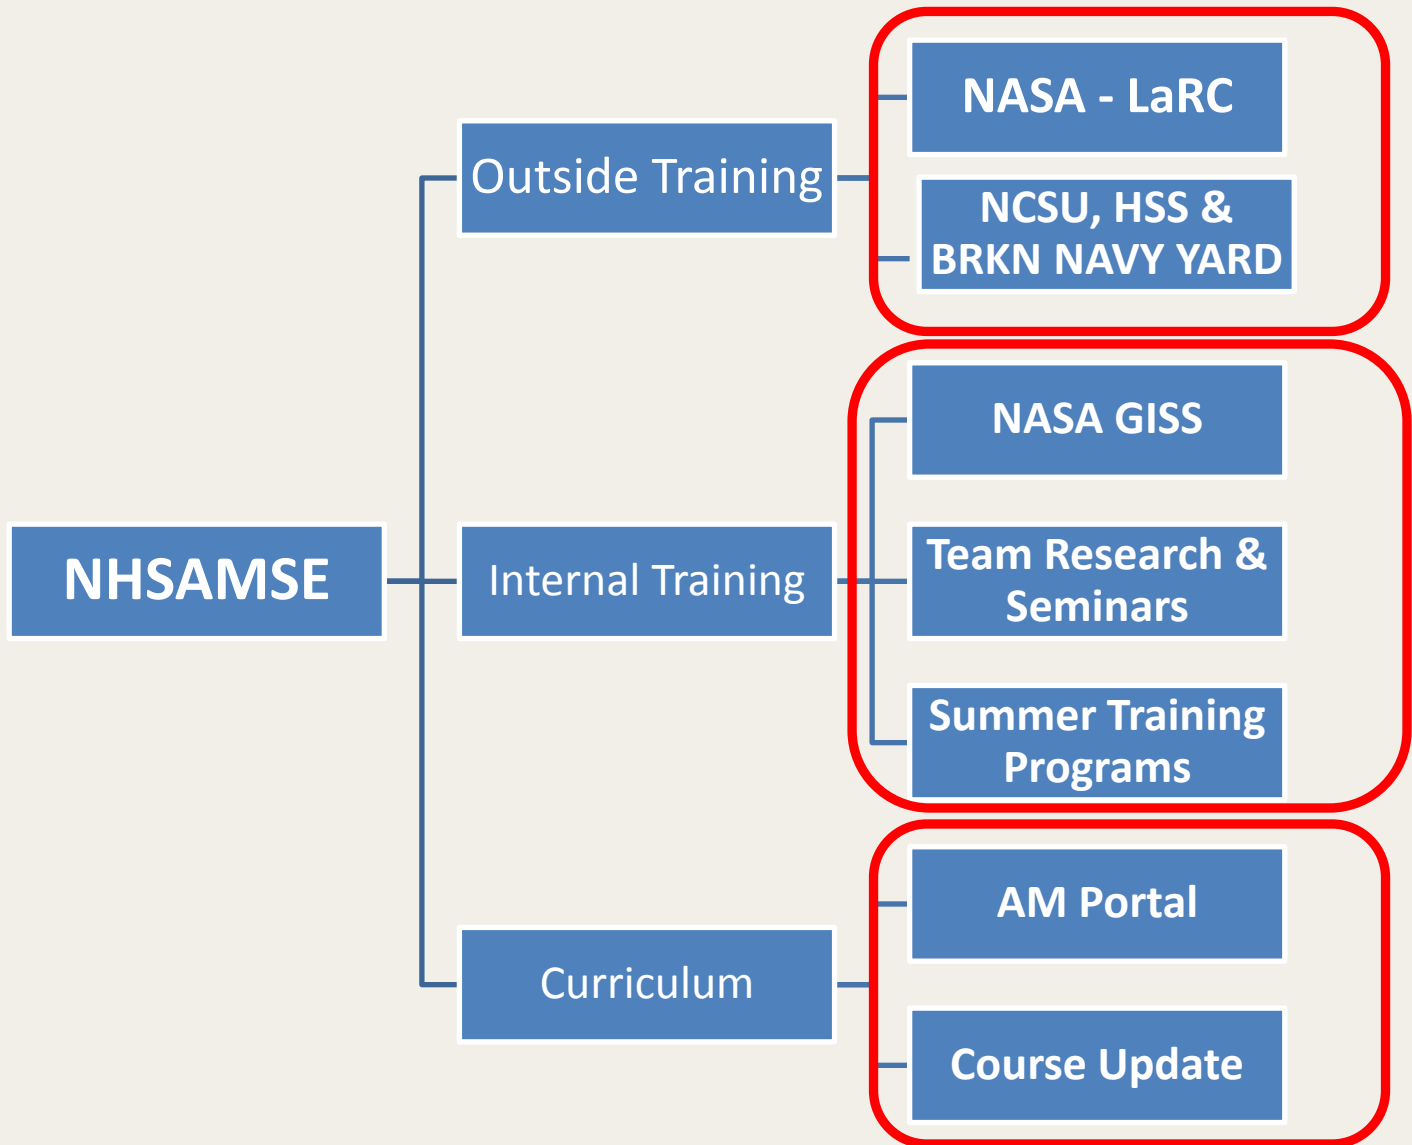 NHSAMSE
Outside Training
NASA - LaRC
NCSU, HSS &
BRKN NAVY YARD
Internal Training
NASA GISS
Team Research &
Seminars
Summer Training
Programs
Curriculum
AM Portal
Course Update